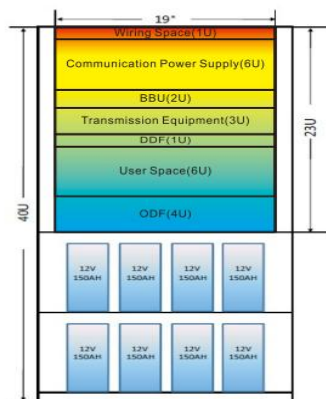 19"
Wiring Space(1U)
Communication Power Supply(6U)
BBU(2U)
Transmission Equipment(3U)
DDF(1U)
User Space(6U)
ODF(4U)
23U
40U
12V
150AH
12V
150AH
12V
150AH
12V
150AH
12V
150AH
12V
150AH
12V
150AH
12V
150AH